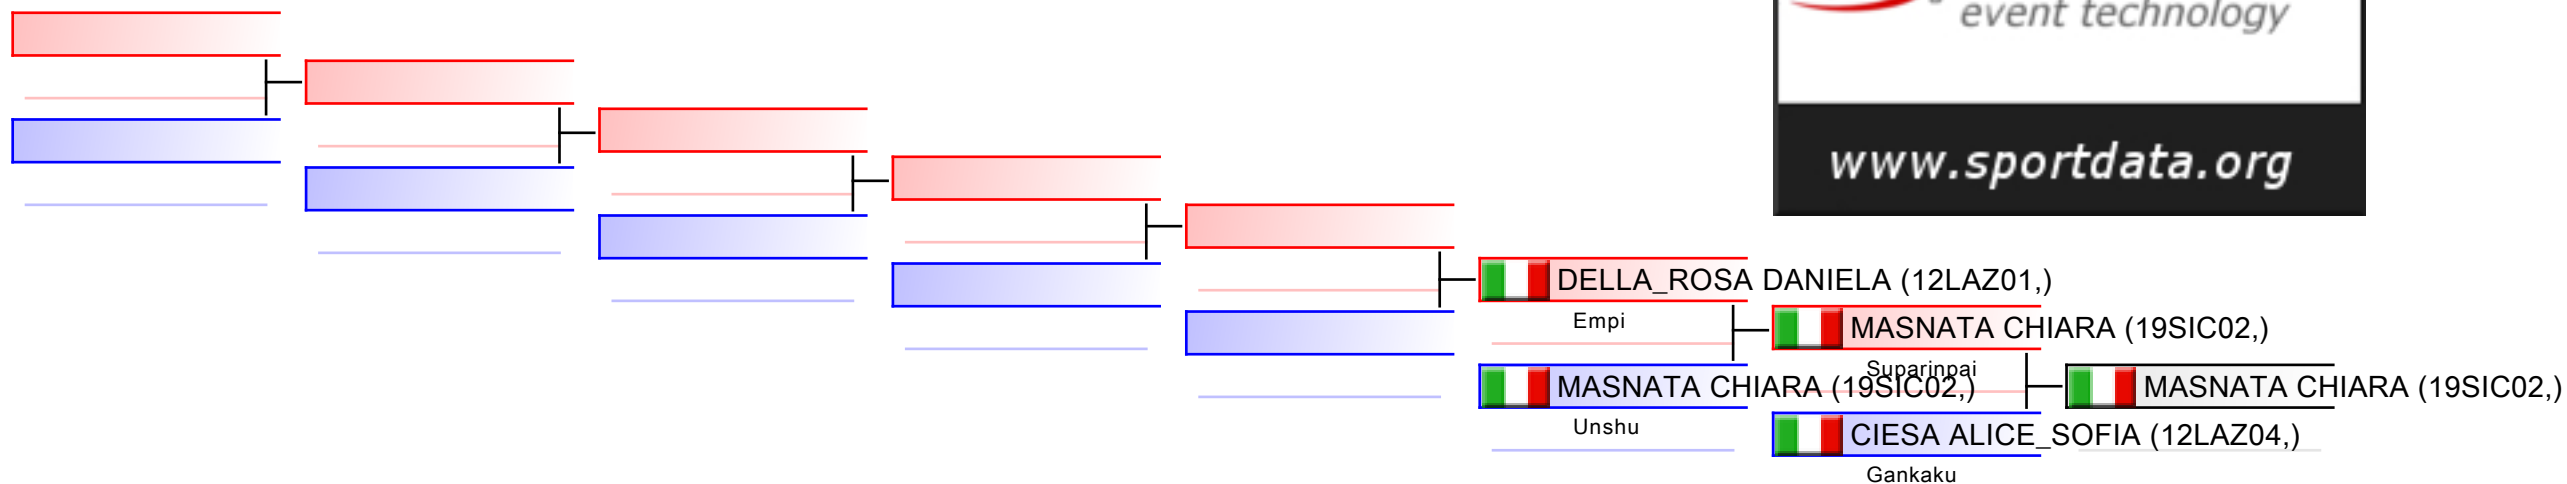 event technology
www.sportdata.org
DELLA_ROSA DANIELA (12LAZ01,)
Empi
MASNATA CHIARA (19SIC02,)
Suparinpai
MASNATA CHIARA (19SIC02,)
MASNATA CHIARA (19SIC02,)
Unshu
CIESA ALICE_SOFIA (12LAZ04,)
Gankaku